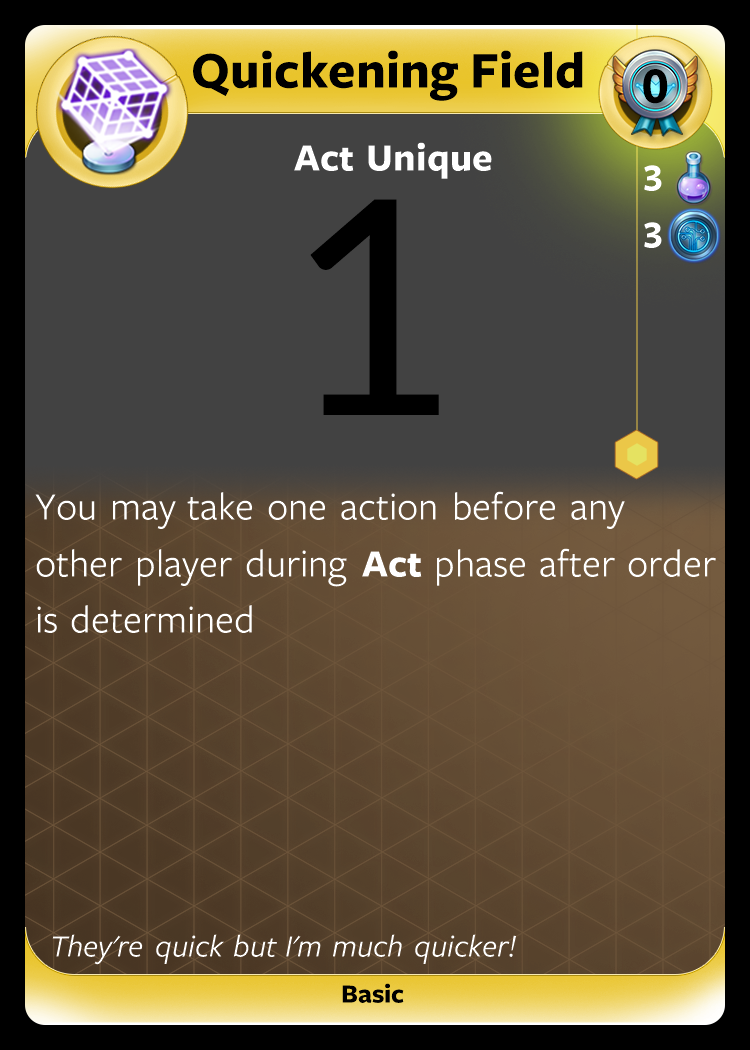 Quickening Field
0
Act Unique
3
3
1
You may take one action before any
other player during Act phase after order
is determined
They're quick but I'm much quicker!
Basic